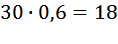 30·0,6 = 18